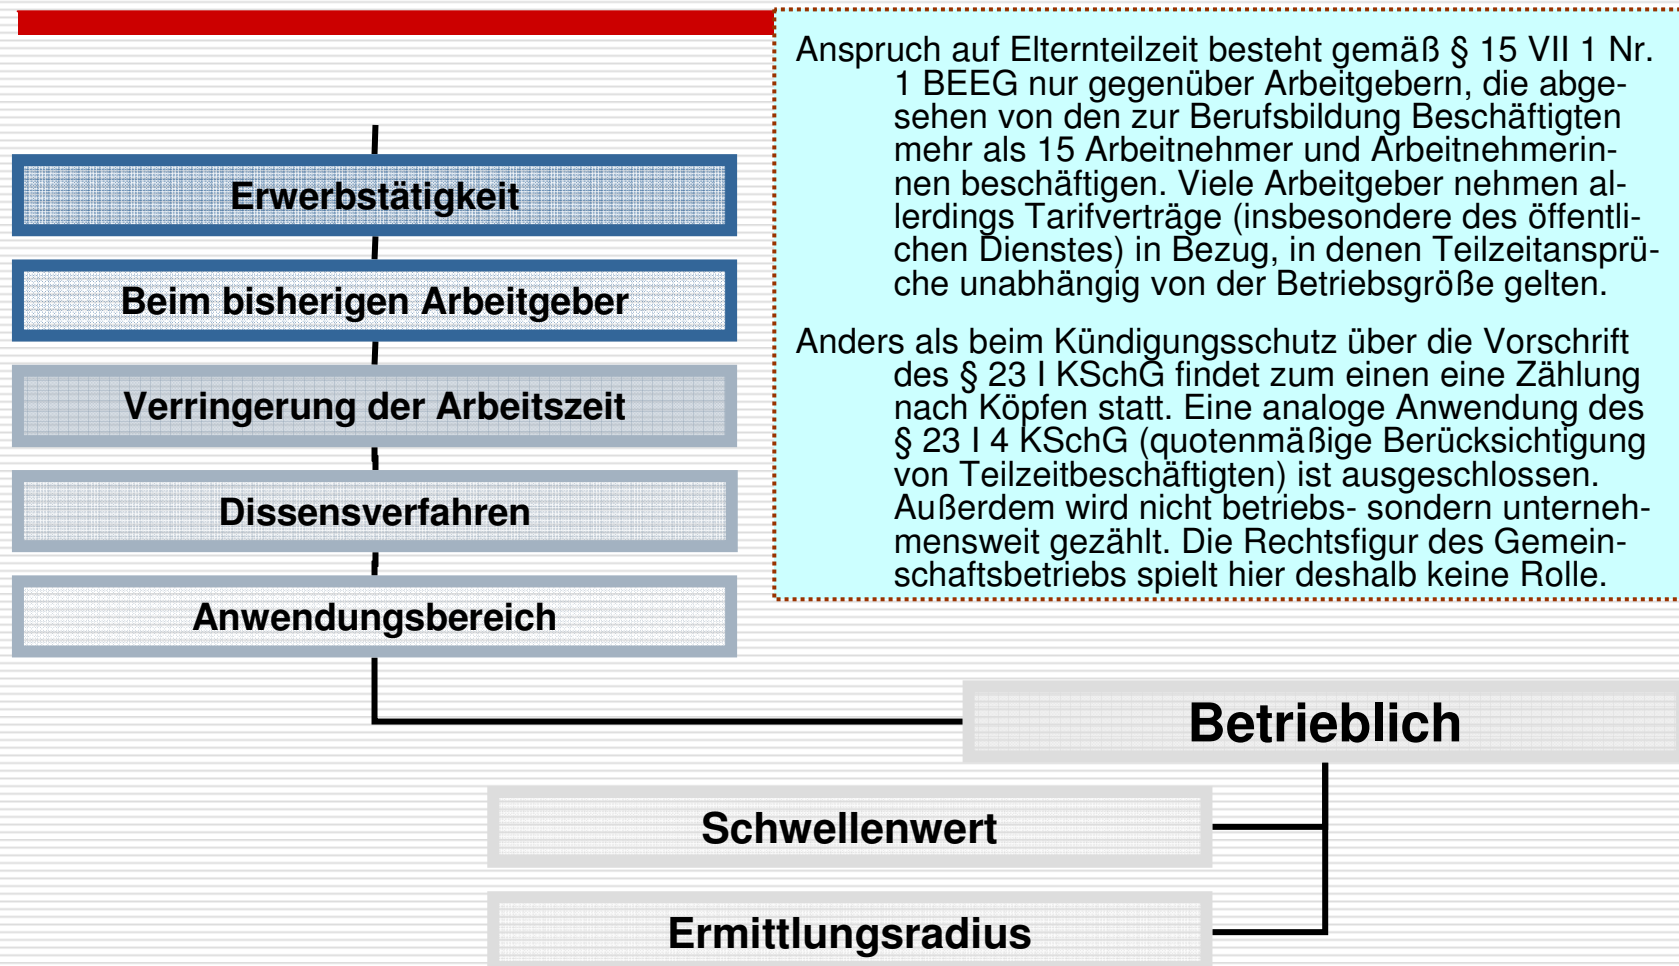 Anspruch auf Elternteilzeit besteht gemäß § 15 VII 1 Nr.
1 BEEG nur gegenüber Arbeitgebern, die abge-
sehen von den zur Berufsbildung Beschäftigten
mehr als 15 Arbeitnehmer und Arbeitnehmerin-
nen beschäftigen. Viele Arbeitgeber nehmen al-
lerdings Tarifverträge (insbesondere des öffentli-
chen Dienstes) in Bezug, in denen Teilzeitansprü-
che unabhängig von der Betriebsgröße gelten.
Anders als beim Kündigungsschutz über die Vorschrift
des § 23 I KSchG findet zum einen eine Zählung
nach Köpfen statt. Eine analoge Anwendung des
§ 23 I 4 KSchG (quotenmäßige Berücksichtigung
von Teilzeitbeschäftigten) ist ausgeschlossen.
Außerdem wird nicht betriebs- sondern unterneh-
mensweit gezählt. Die Rechtsfigur des Gemein-
schaftsbetriebs spielt hier deshalb keine Rolle.
Erwerbstätigkeit
Beim bisherigen Arbeitgeber
Verringerung der Arbeitszeit
Dissensverfahren
Anwendungsbereich
Betrieblich
Schwellenwert
Ermittlungsradius